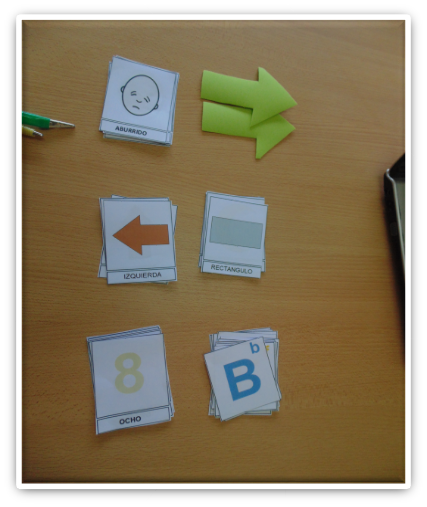 ABURRIDO
IZQUIERDA
RECTANGULO
8
OCHO
b
B